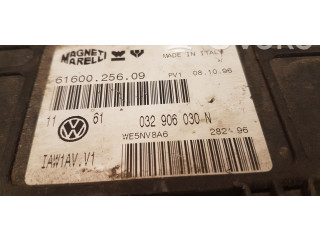 MAGNETI
MARELLI
MADE IN ITALY
61600.256.09
PV1 08.10.96
11 61
032 906 030 N
WE5NV8A6 282 96
IAW1AV.V1